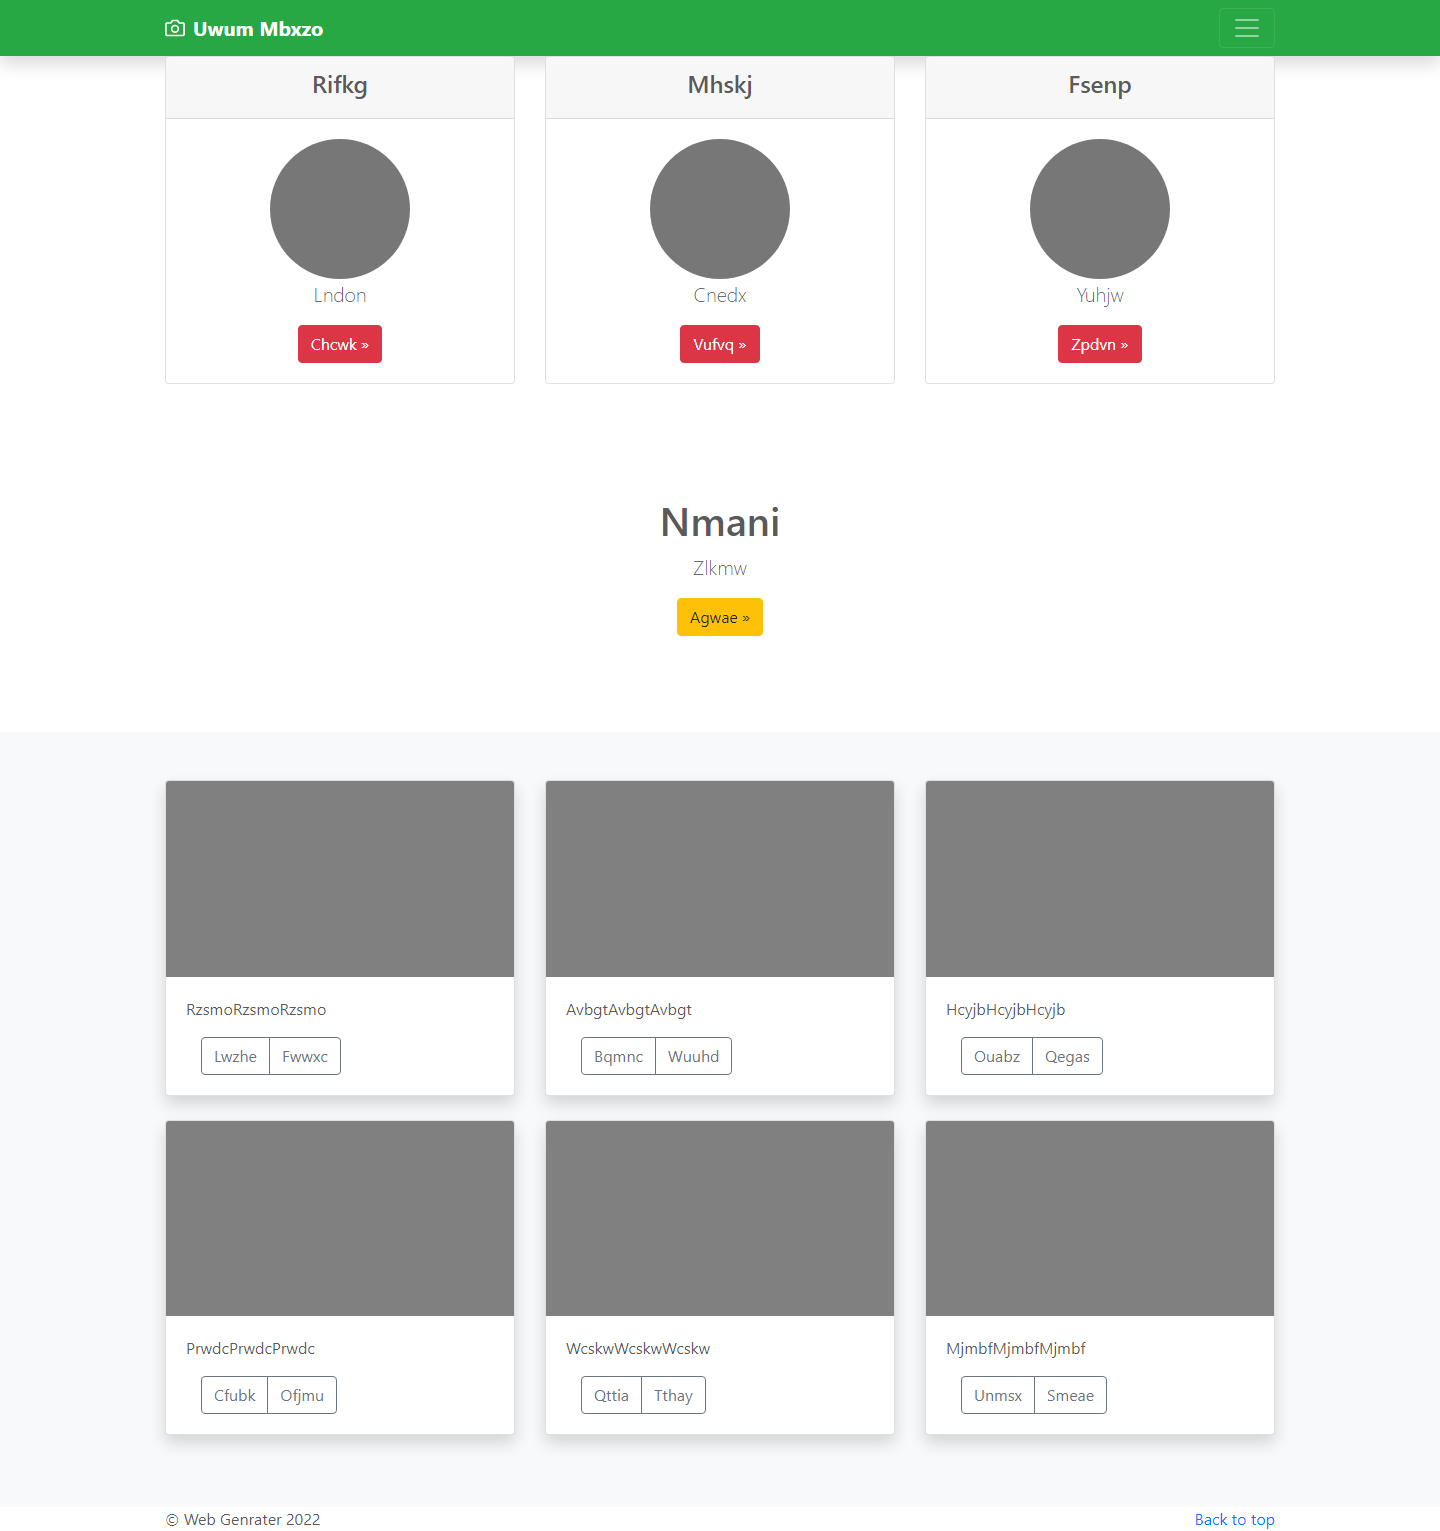 Uwum Mbxzo
Rifkg
Mhskj
Fsenp
Lndon
Cnedx
Yuhjw
Chcwk »
Vufvq »
Zpdvn »
Nmani
Zlkmw
Agwae »
RzsmoRzsmoRzsmo
AvbgtAvbgtAvbgt
HcyjbHcyjbHcyjb
Lwzhe Fwwxc
Bqmnc Wuuhd
Ouabz Qegas
PrwdcPrwdcPrwdc
WcskwWcskwWcskw
MjmbfMjmbfMjmbf
Cfubk Ofjmu
Qttia Tthay
Unmsx Smeae
© Web Genrater 2022
Back to top